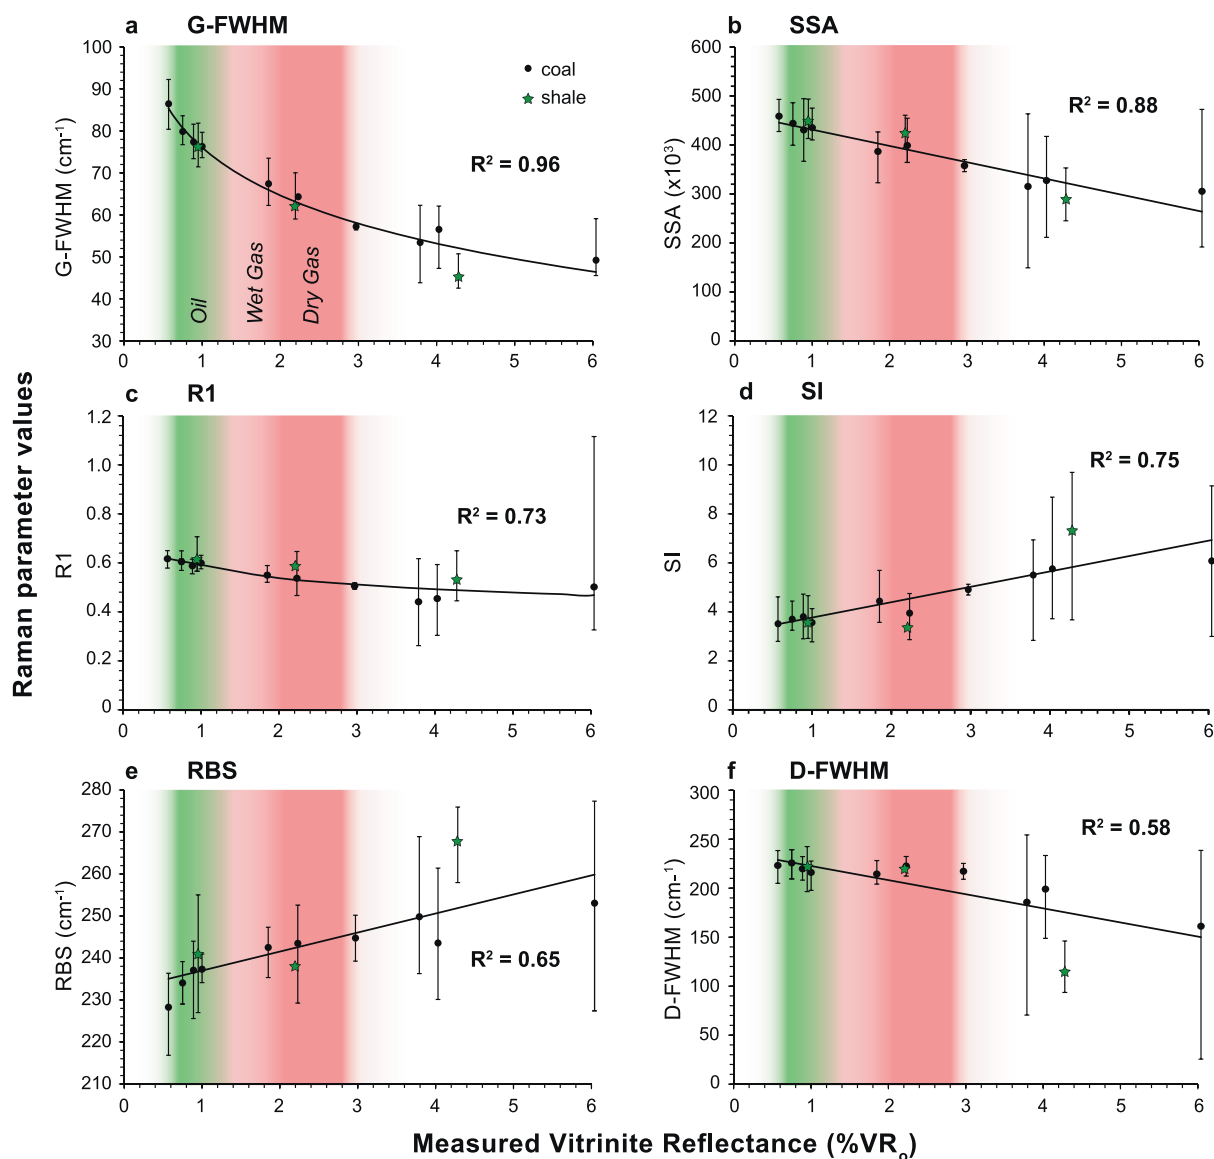 a G-FWHM
100
90
80
70
60
50
40
30
G-FWHM (cm⁻¹)
coal
shale
R² = 0.96
Oil
Wet Gas
Dry Gas
0 1 2 3 4 5 6
b SSA
600
500
400
300
200
100
0
SSA (x10³)
R² = 0.88
0 1 2 3 4 5 6
c R1
1.2
1.0
0.8
0.6
0.4
0.2
0
R1
R² = 0.73
0 1 2 3 4 5 6
d SI
12
10
8
6
4
2
0
SI
R² = 0.75
0 1 2 3 4 5 6
e RBS
280
270
260
250
240
230
220
210
RBS (cm⁻¹)
R² = 0.65
0 1 2 3 4 5 6
f D-FWHM
300
250
200
150
100
50
0
D-FWHM (cm⁻¹)
R² = 0.58
0 1 2 3 4 5 6
Raman parameter values
Measured Vitrinite Reflectance (%VRₒ)